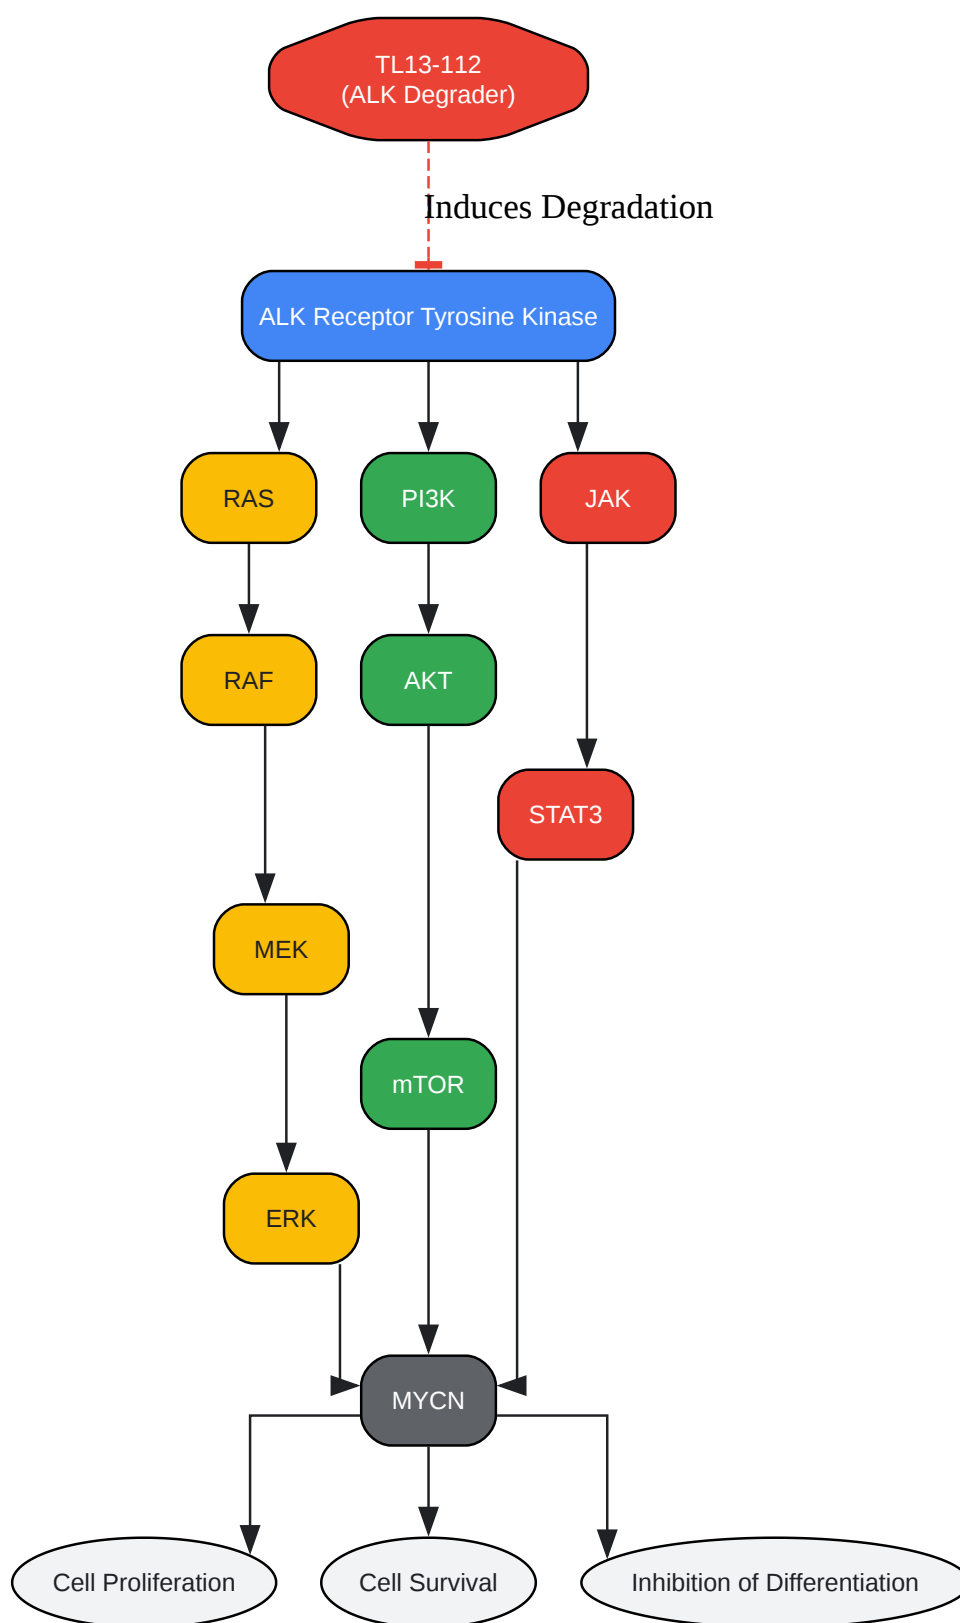 TL13-112
(ALK Degrader)
Induces Degradation
ALK Receptor Tyrosine Kinase
RAS
PI3K
JAK
RAF
AKT
STAT3
MEK
mTOR
ERK
MYCN
Cell Proliferation
Cell Survival
Inhibition of Differentiation